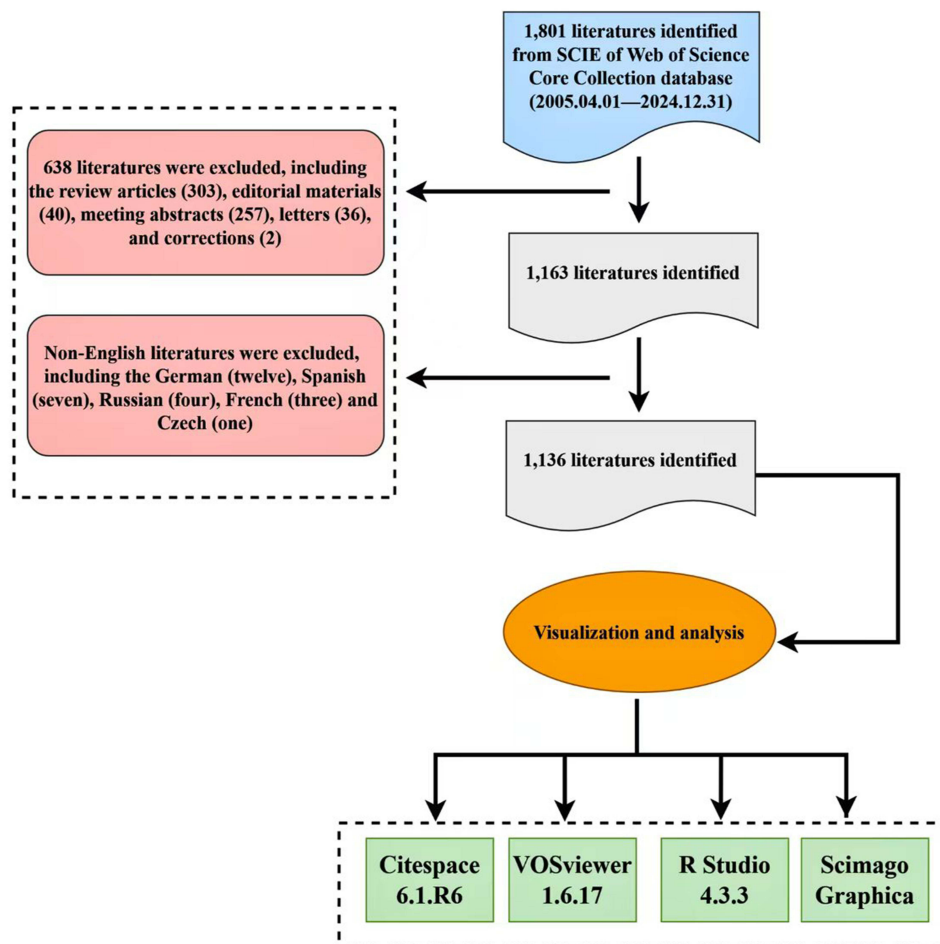 1,801 literatures identified
from SCIE of Web of Science
Core Collection database
(2005.04.01—2024.12.31)
638 literatures were excluded, including
the review articles (303), editorial materials
(40), meeting abstracts (257), letters (36),
and corrections (2)
1,163 literatures identified
Non-English literatures were excluded,
including the German (twelve), Spanish
(seven), Russian (four), French (three) and
Czech (one)
1,136 literatures identified
Visualization and analysis
Citespace
6.1.R6
VOSviewer
1.6.17
R Studio
4.3.3
Scimago
Graphica